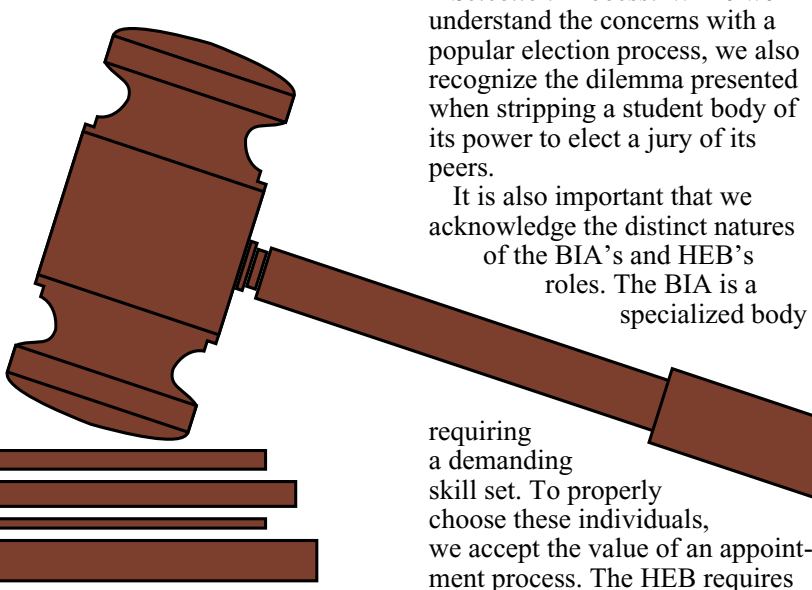 understand the concerns with a
popular election process, we also
recognize the dilemma presented
when stripping a student body of
its power to elect a jury of its
peers.
It is also important that we
acknowledge the distinct natures
of the BIA’s and HEB’s
roles. The BIA is a
specialized body
requiring
a demanding
skill set. To properly
choose these individuals,
we accept the value of an appoint-
ment process. The HEB requires